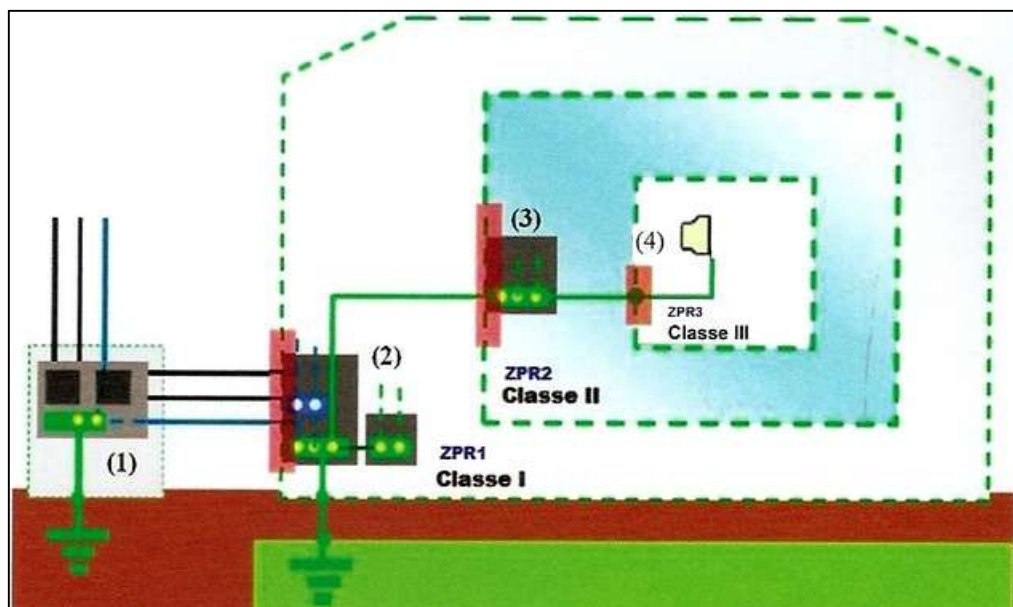 (3)
(4)
ZPR3
Classe III
(2)
ZPR2
Classe II
(1)
ZPR1
Classe I